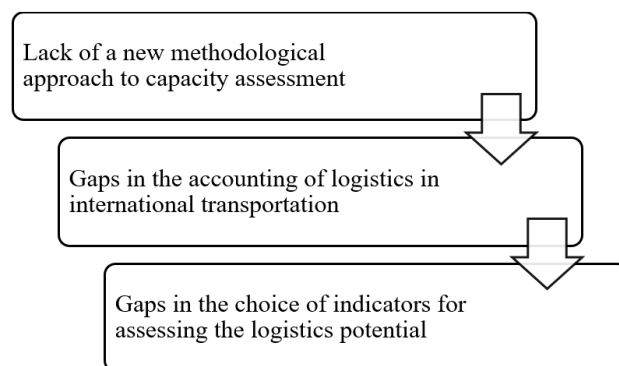 Lack of a new methodological
approach to capacity assessment
Gaps in the accounting of logistics in
international transportation
Gaps in the choice of indicators for
assessing the logistics potential